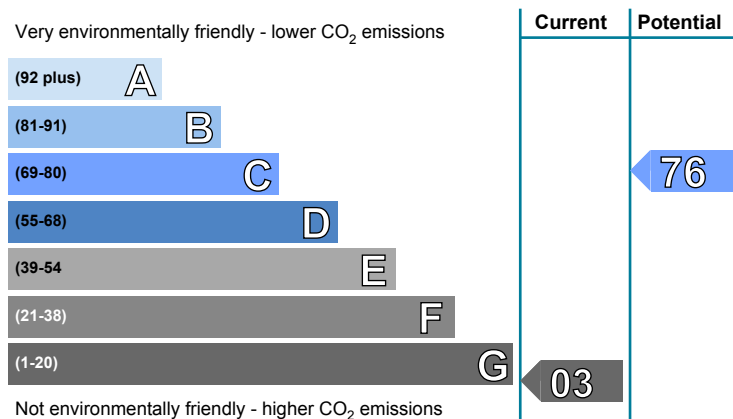 Current Potential
Very environmentally friendly - lower CO2 emissions
(92 plus) A
(81-91) B
(69-80) C
76
(55-68) D
(39-54 E
(21-38) F
(1-20) G
03
Not environmentally friendly - higher CO2 emissions